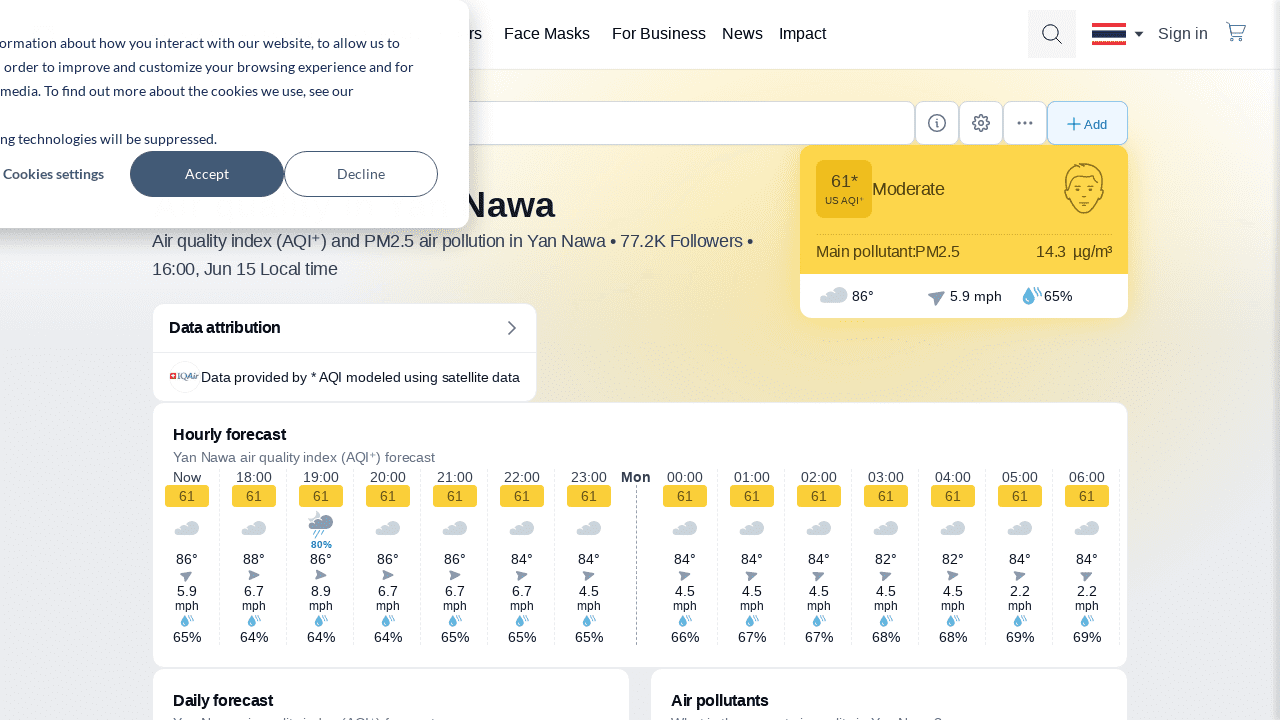 rs Face Masks For Business News Impact Sign in
ormation about how you interact with our website, to allow us to
order to improve and customize your browsing experience and for
media. To find out more about the cookies we use, see our
ng technologies will be suppressed.
Cookies settings Accept Decline
Add
Nawa
Air quality index (AQI⁺) and PM2.5 air pollution in Yan Nawa • 77.2K Followers •
16:00, Jun 15 Local time
61* Moderate
US AQI⁺
Main pollutant:PM2.5 14.3 µg/m³
86° 5.9 mph 65%
Data attribution
IQAir Data provided by * AQI modeled using satellite data
Hourly forecast
Yan Nawa air quality index (AQI⁺) forecast
Now 18:00 19:00 20:00 21:00 22:00 23:00 Mon 00:00 01:00 02:00 03:00 04:00 05:00 06:00
61 61 61 61 61 61 61 61 61 61 61 61 61 61
80%
86° 88° 86° 86° 86° 84° 84° 84° 84° 84° 82° 82° 84° 84°
5.9 6.7 8.9 6.7 6.7 6.7 4.5 4.5 4.5 4.5 4.5 4.5 2.2 2.2
mph mph mph mph mph mph mph mph mph mph mph mph mph mph
65% 64% 64% 64% 65% 65% 65% 66% 67% 67% 68% 68% 69% 69%
Daily forecast Air pollutants